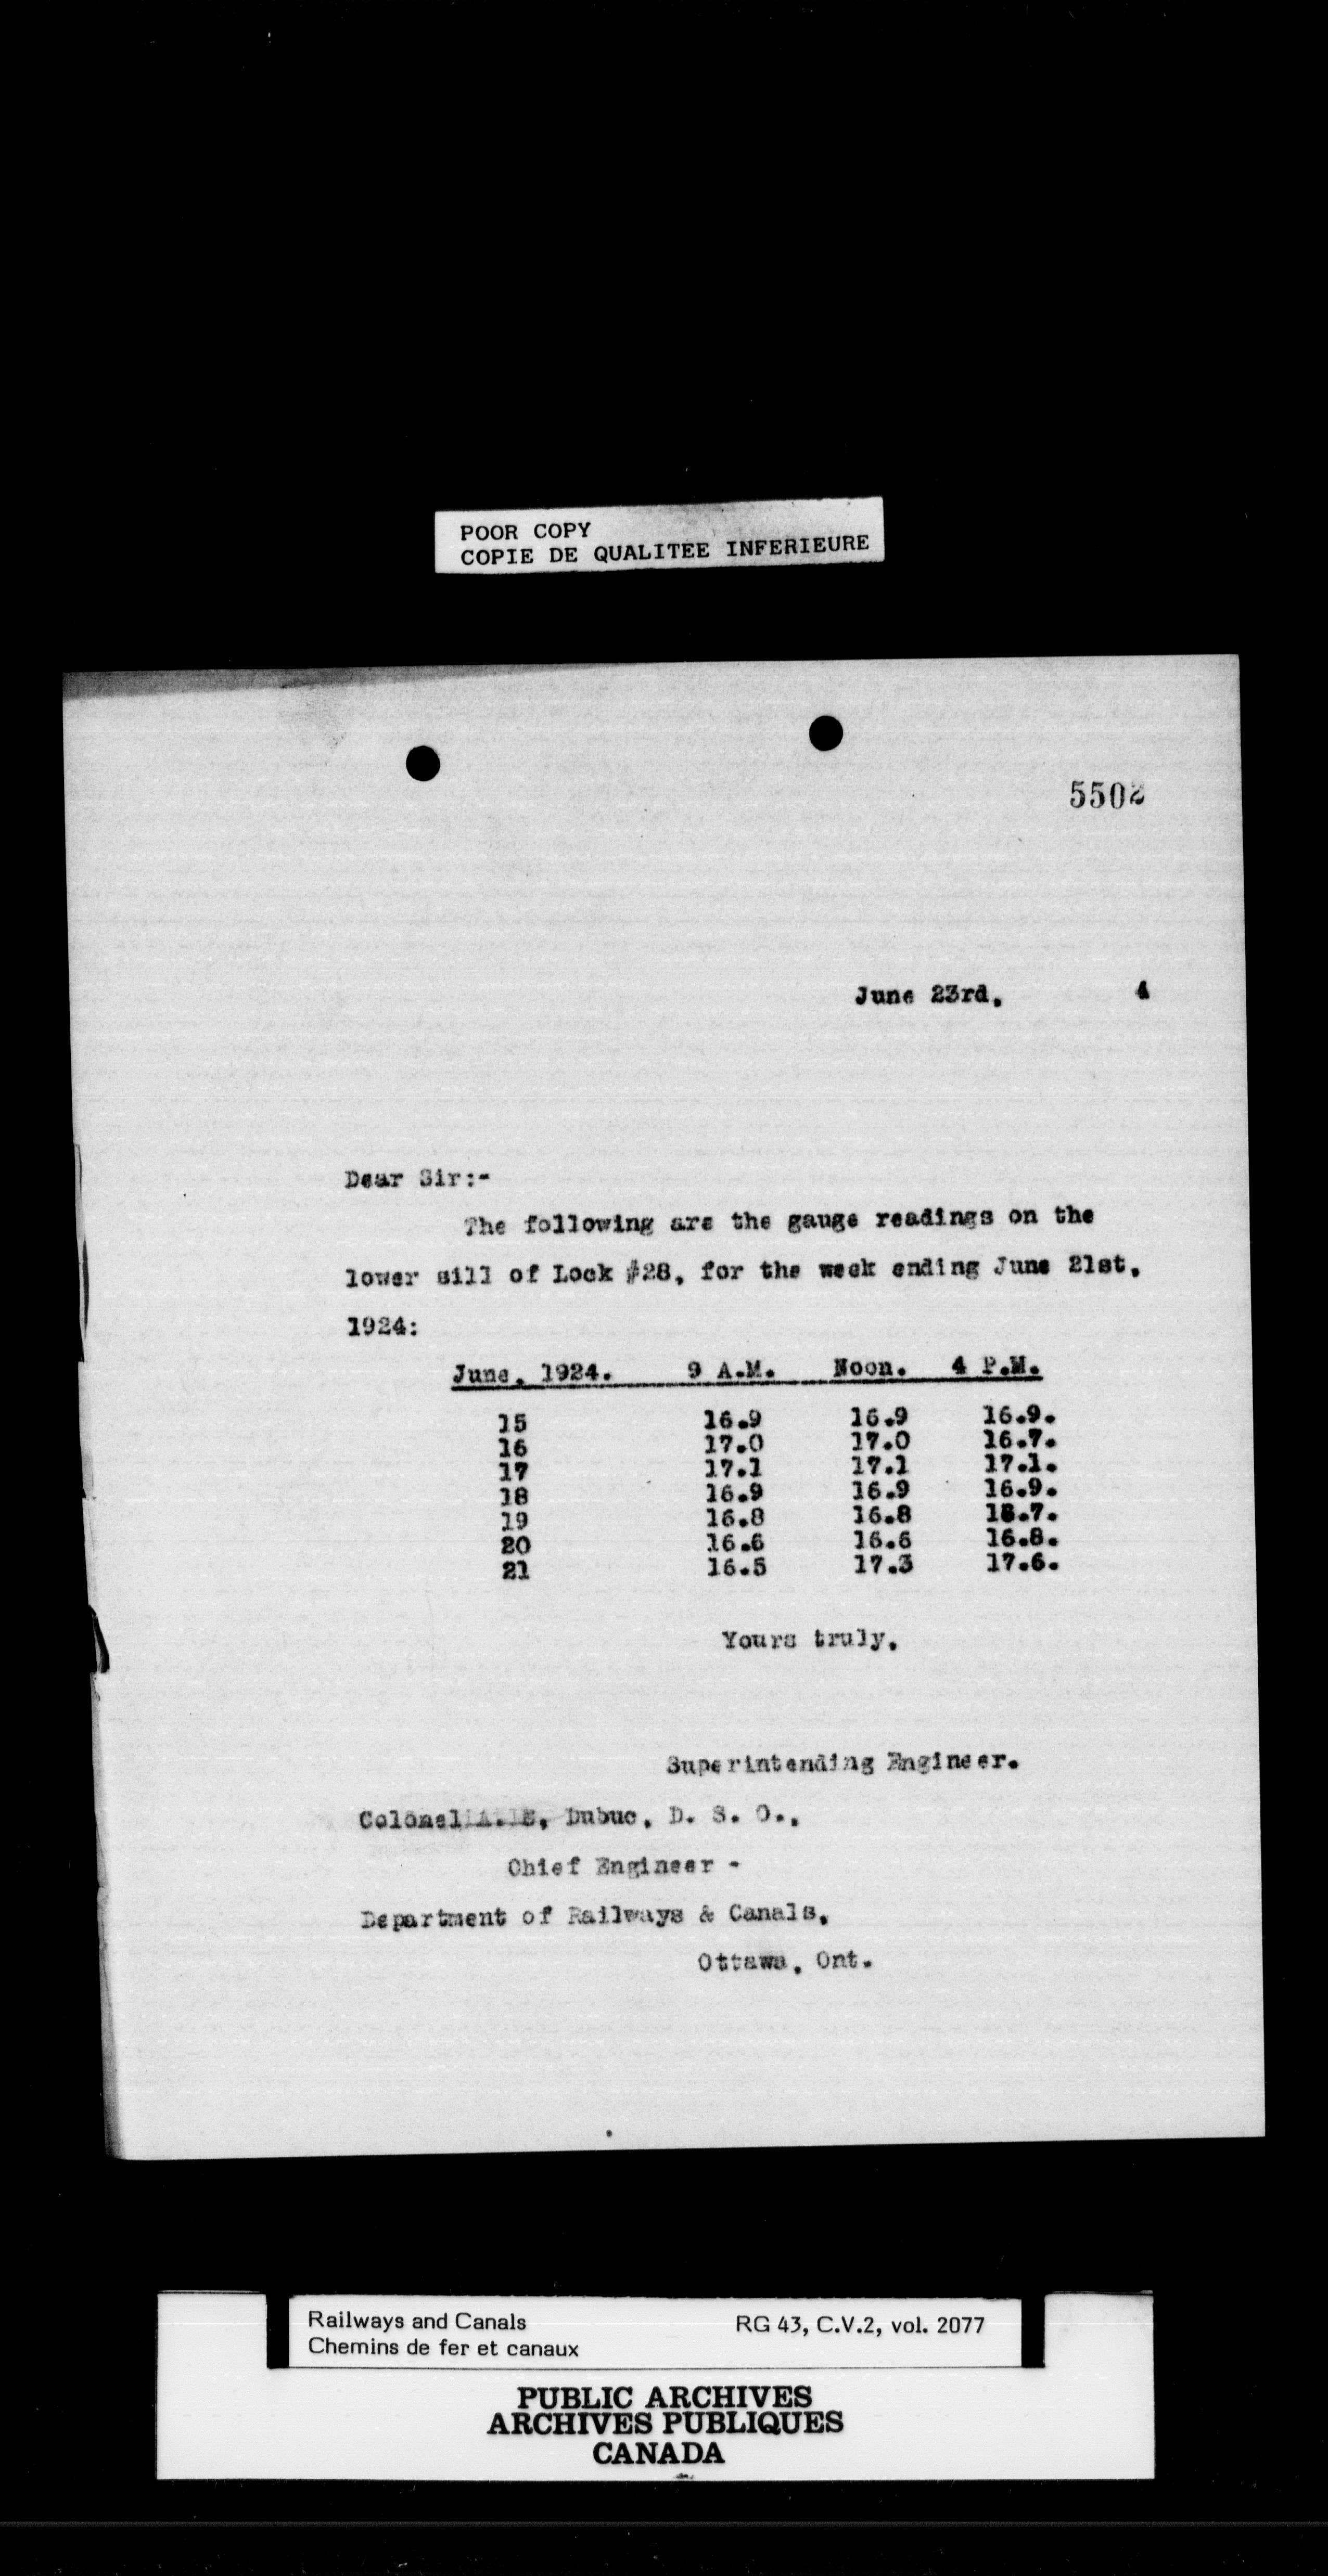 POOR COPY
COPIE DE QUALITEE INFERIEURE
5502
June 23rd. 4
Dear Sir:-
The following are the gauge readings on the
lower sill of Lock #28, for the week ending June 21st,
1924:
June, 1924. 9 A.M. Noon. 4 P.M.
15 16.9 16.9 16.9.
16 17.0 17.0 16.7.
17 17.1 17.1 17.1.
18 16.9 16.9 16.9.
19 16.8 16.8 16.7.
20 16.6 16.6 16.8.
21 16.5 17.3 17.6.
Yours truly,
Superintending Engineer.
Colonel A. E. Dubuc, D. S. O.,
Chief Engineer -
Department of Railways & Canals,
Ottawa, Ont.
Railways and Canals RG 43, C.V.2, vol. 2077
Chemins de fer et canaux
PUBLIC ARCHIVES
ARCHIVES PUBLIQUES
CANADA